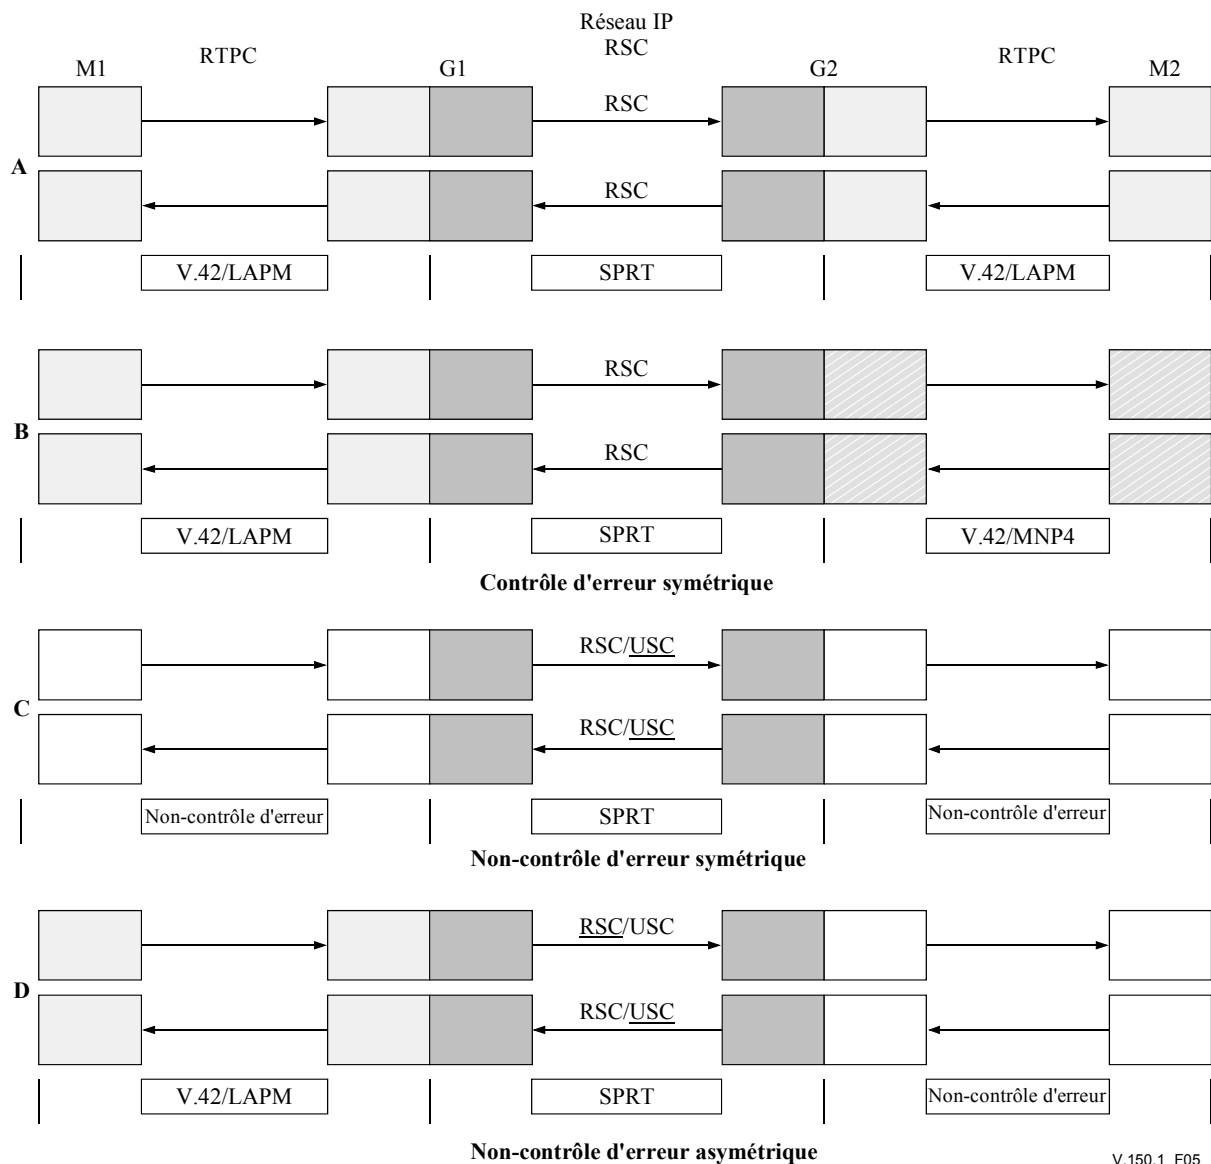 Réseau IP
RSC
M1 RTPC G1 G2 RTPC M2
RSC
A
RSC
V.42/LAPM SPRT V.42/LAPM
RSC
B
RSC
V.42/LAPM SPRT V.42/MNP4
Contrôle d'erreur symétrique
RSC/USC
C
RSC/USC
Non-contrôle d'erreur SPRT Non-contrôle d'erreur
Non-contrôle d'erreur symétrique
RSC/USC
D
RSC/USC
V.42/LAPM SPRT Non-contrôle d'erreur
Non-contrôle d'erreur asymétrique
V.150.1_F05